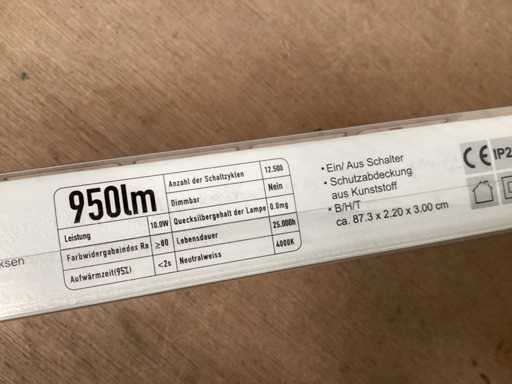 950lm
Leistung 10.0W
Farbwidergabeindex Ra ≥80
Aufwärmzeit(95%) <2s
Anzahl der Schaltzyklen 12.500
Dimmbar Nein
Quecksilbergehalt der Lampe 0.0mg
Lebensdauer 25.000h
Neutralweiss 4000K
• Ein/ Aus Schalter
• Schutzabdeckung
aus Kunststoff
• B/H/T
ca. 87.3 x 2.20 x 3.00 cm
CE IP2